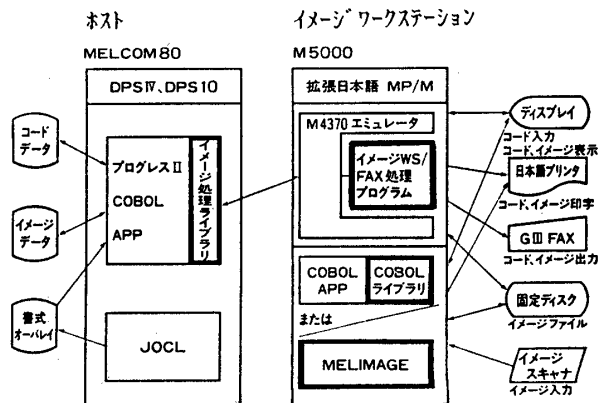 ホスト
MELCOM80
DPSⅣ、DPS10
コード
データ
イメージ
データ
書式
オーバレイ
プログレスⅡ
COBOL
APP
イメージ処理ライブラリ
JOCL
イメージワークステーション
M5000
拡張日本語 MP/M
M4370 エミュレータ
イメージWS/
FAX処理
プログラム
COBOL
APP
COBOL
ライブラリ
または
MELIMAGE
ディスプレイ
コード入力
コード、イメージ表示
日本語プリンタ
コード、イメージ印字
GⅢ FAX
コード、イメージ出力
固定ディスク
イメージファイル
イメージ
スキャナ
イメージ入力